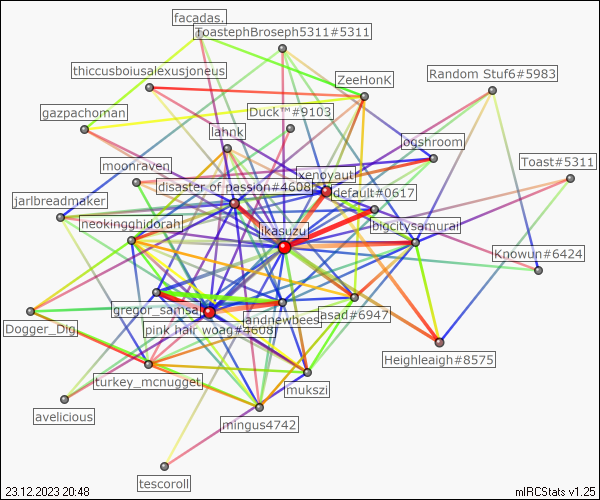 facadas.
ToastephBroseph5311#5311
thiccusboiusalexusjoneus
ZeeHonK
Random Stuf6#5983
gazpachoman
Duck™#9103
lahnk
ogshroom
moonraven
xenoyaut
Toast#5311
disaster of passion#4608
default#0617
jarlbreadmaker
neokingghidorah
ikasuzu
bigcitysamurai
Knowun#6424
gregor_samsa
andnewbees
asad#6947
Dogger_Dig
pink hair woag#4608
Heighleaigh#8575
turkey_mcnugget
mukszi
avelicious
mingus4742
tescoroll
23.12.2023 20:48
mIRCStats v1.25